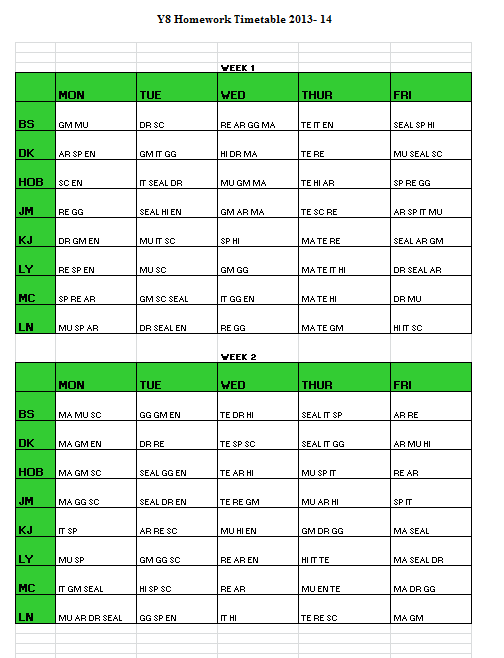 Y8 Homework Timetable 2013- 14
WEEK 1
MON TUE WED THUR FRI
BS GM MU DR SC RE AR GG MA TE IT EN SEAL SP HI
DK AR SP EN GM IT GG HI DR MA TE RE MU SEAL SC
HOB SC EN IT SEAL DR MU GM MA TE HI AR SP RE GG
JM RE GG SEAL HI EN GM AR MA TE SC RE AR SP IT MU
KJ DR GM EN MU IT SC SP HI MA TE RE SEAL AR GM
LY RE SP EN MU SC GM GG MA TE IT HI DR SEAL AR
MC SP RE AR GM SC SEAL IT GG EN MA TE HI DR MU
LN MU SP AR DR SEAL EN RE GG MA TE GM HI IT SC
WEEK 2
MON TUE WED THUR FRI
BS MA MU SC GG GM EN TE DR HI SEAL IT SP AR RE
DK MA GM EN DR RE TE SP SC SEAL IT GG AR MU HI
HOB MA GM SC SEAL GG EN TE AR HI MU SP IT RE AR
JM MA GG SC SEAL DR EN TE RE GM MU AR HI SP IT
KJ IT SP AR RE SC MU HI EN GM DR GG MA SEAL
LY MU SP GM GG SC RE AR EN HI IT TE MA SEAL DR
MC IT GM SEAL HI SP SC RE AR MU EN TE MA DR GG
LN MU AR DR SEAL GG SP EN IT HI TE RE SC MA GM